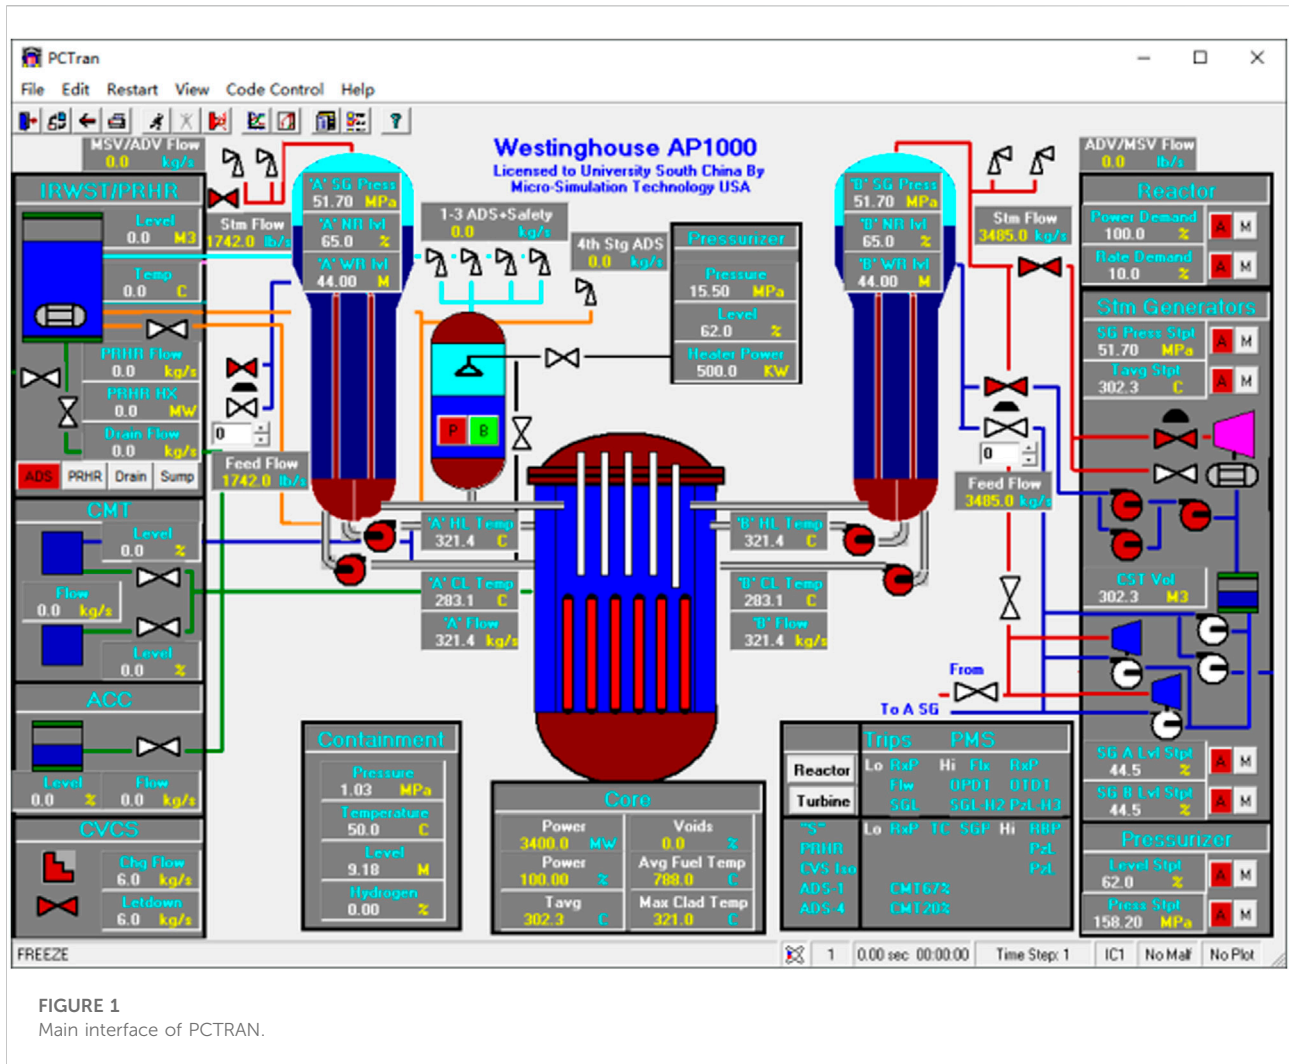 PCTran
File Edit Restart View Code Control Help
Westinghouse AP1000
Licensed to University South China By
Micro-Simulation Technology USA
MSV/ADV Flow
0.0 kg/s
IRWST/PRHR
Level
0.0 M3
Temp
0.0 C
PRHR Flow
0.0 kg/s
PRHR HX
0.0 MW
Drain Flow
0.0 kg/s
ADS PRHR Drain Sump
CMT
Level
0.0 %
Flow
0.0 kg/s
Level
0.0 %
ACC
Level Flow
0.0 % 0.0 kg/s
CVCS
Chg Flow
6.0 kg/s
Letdown
6.0 kg/s
Stm Flow
1742.0 lb/s
0
Feed Flow
1742.0 lb/s
'A' SG Press
51.70 MPa
'A' NR lvl
65.0 %
'A' WR lvl
44.00 M
1-3 ADS+Safety
0.0 kg/s
4th Stg ADS
0.0 kg/s
Pressurizer
Pressure
15.50 MPa
Level
62.0 %
Heater Power
500.0 KW
P B
'B' SG Press
51.70 MPa
'B' NR lvl
65.0 %
'B' WR lvl
44.00 M
Stm Flow
3485.0 kg/s
0
Feed Flow
3485.0 kg/s
'A' HL Temp
321.4 C
'A' CL Temp
283.1 C
'A' Flow
321.4 kg/s
'B' HL Temp
321.4 C
'B' CL Temp
283.1 C
'B' Flow
321.4 kg/s
From
To A SG
ADV/MSV Flow
0.0 lb/s
Reactor
Power Demand
100.0 % A M
Rate Demand
10.0 % A M
Stm Generators
SG Press Stpt
51.70 MPa A M
Tavg Stpt
302.3 C A M
CST Vol
302.3 M3
SG A Lvl Stpt
44.5 % A M
SG B Lvl Stpt
44.5 % A M
Pressurizer
Level Stpt
62.0 % A M
Press Stpt
158.20 MPa A M
Containment
Pressure
1.03 MPa
Temperature
50.0 C
Level
9.18 M
Hydrogen
0.00 %
Core
Power Voids
3400.0 MW 0.0 %
Power Avg Fuel Temp
100.00 % 788.0 C
Tavg Max Clad Temp
302.3 C 321.0 C
Trips PMS
Reactor Lo RxP Hi Flx RxP
Flw OPD1 OTD1
Turbine SGL SGL-H2 PzL-H3
"S" Lo RxP TC SGP Hi RBP
PRHR PzL
CVS Iso PzL
ADS-1 CMT67%
ADS-4 CMT20%
FREEZE 1 0.00 sec 00:00:00 Time Step: 1 IC1 No Malf No Plot
FIGURE 1
Main interface of PCTRAN.